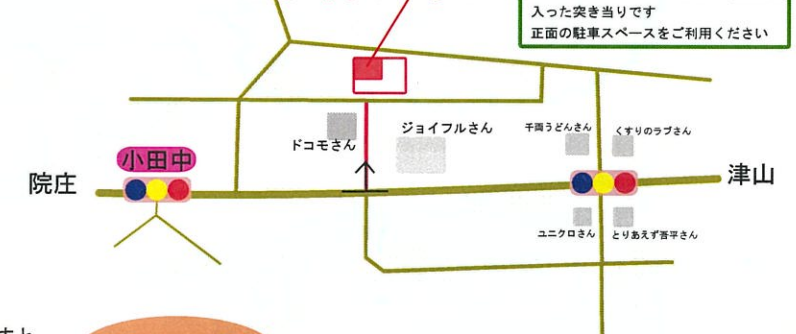 入った突き当りです
正面の駐車スペースをご利用ください
ドコモさん
ジョイフルさん
千両うどんさん
くすりのラブさん
小田中
院庄
津山
ユニクロさん
とりあえず吾平さん